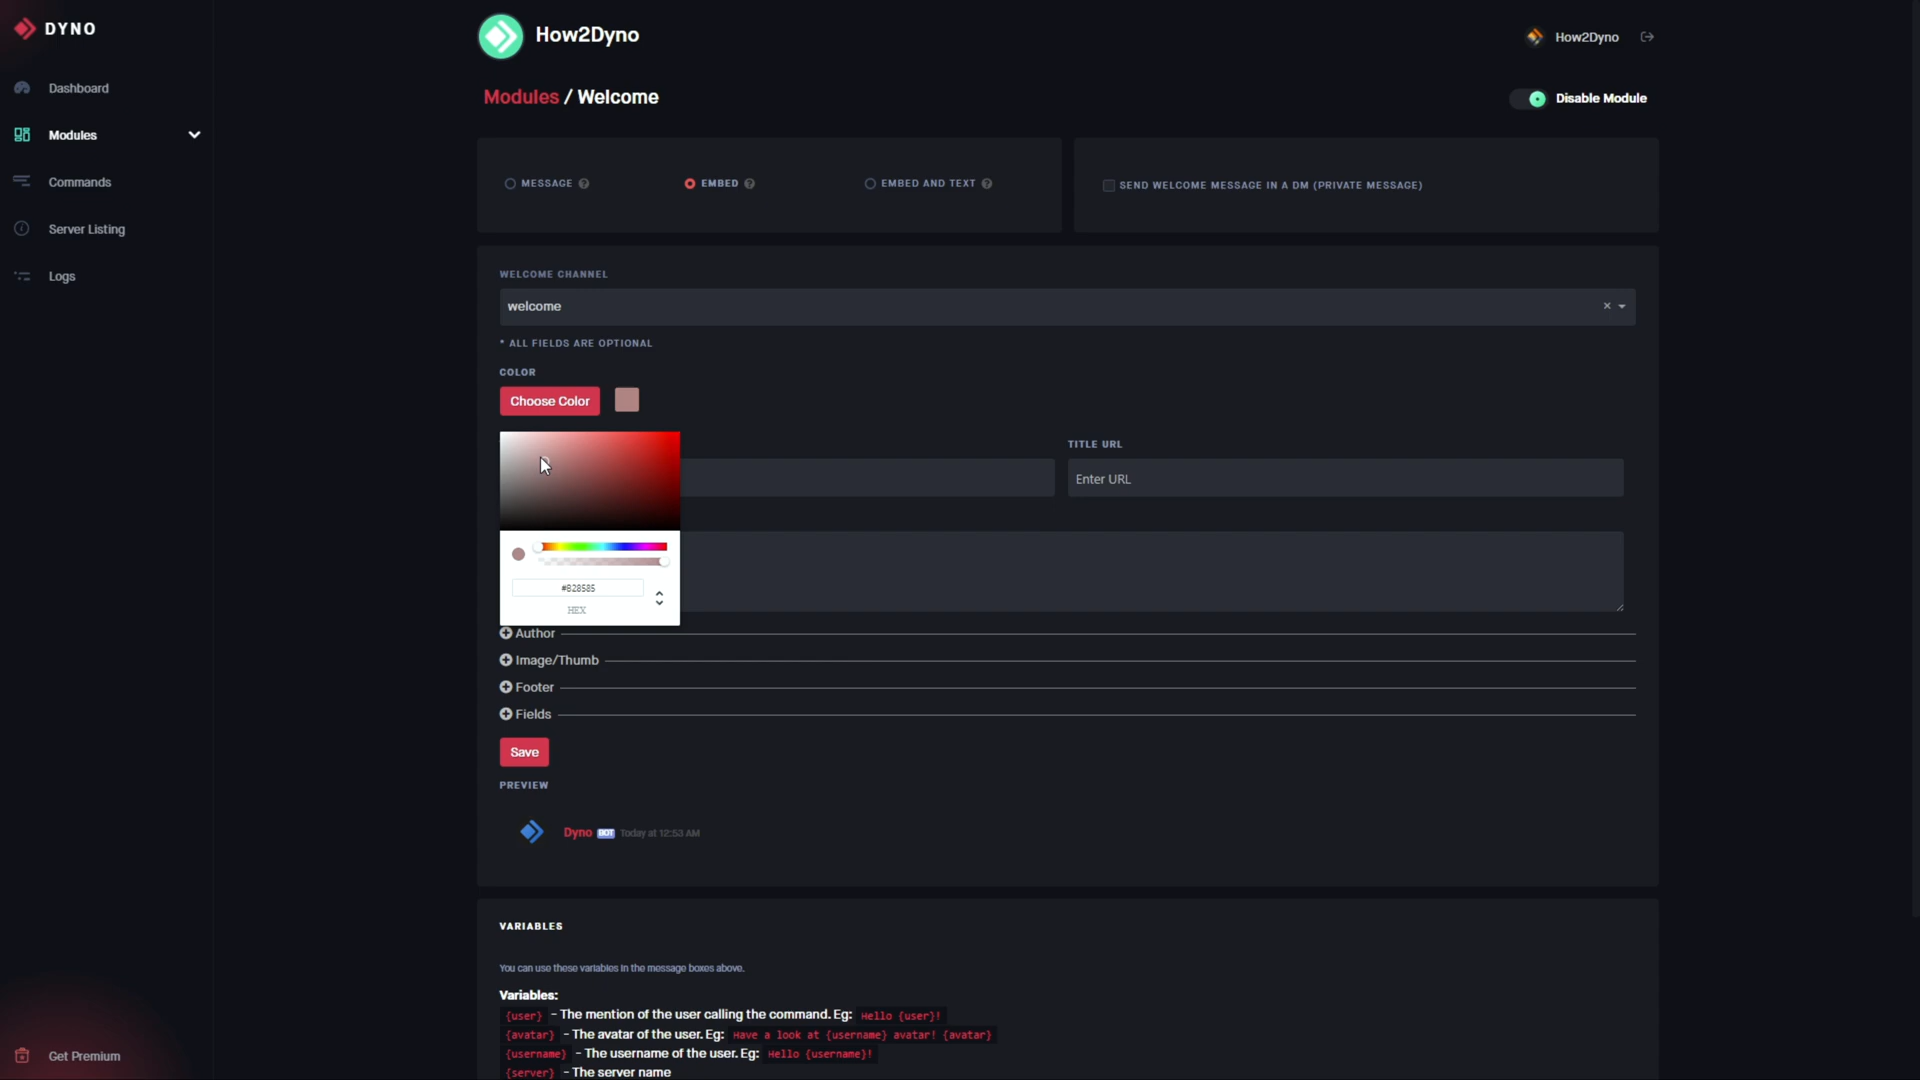 DYNO
How2Dyno
How2Dyno
Dashboard
Modules
Commands
Server Listing
Logs
Get Premium
Modules / Welcome
Disable Module
MESSAGE
EMBED
EMBED AND TEXT
SEND WELCOME MESSAGE IN A DM (PRIVATE MESSAGE)
WELCOME CHANNEL
welcome
* ALL FIELDS ARE OPTIONAL
COLOR
Choose Color
TITLE URL
Enter URL
#B28585
HEX
Author
Image/Thumb
Footer
Fields
Save
PREVIEW
Dyno BOT Today at 12:53 AM
VARIABLES
You can use these variables in the message boxes above.
Variables:
{user} - The mention of the user calling the command. Eg: Hello {user}!
{avatar} - The avatar of the user. Eg: Have a look at {username} avatar! {avatar}
{username} - The username of the user. Eg: Hello {username}!
{server} - The server name